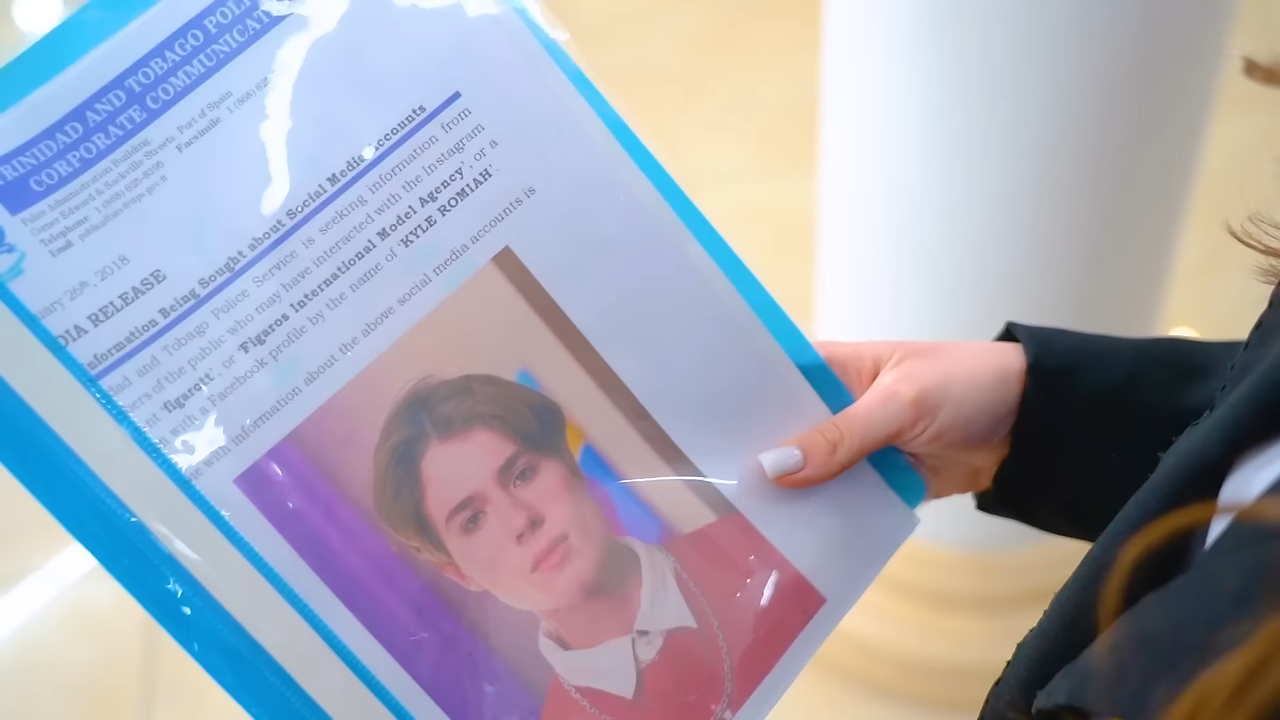 TRINIDAD AND TOBAGO POLI
CORPORATE COMMUNICAT
Police Administration Building,
Corner Edward & Sackville Streets, Port of Spain
Telephone 1 (868)
Facsimile 1 (868) 62
Email
uary 26th, 2018
DIA RELEASE
nformation Being Sought about Social Media Accounts
dad and Tobago Police Service is seeking information from
bers of the public who may have interacted with the Instagram
nt 'figarott', or 'Figaros International Model Agency', or a
n with a Facebook profile by the name of 'KYLE ROMIAH'.
ne with information about the above social media accounts is